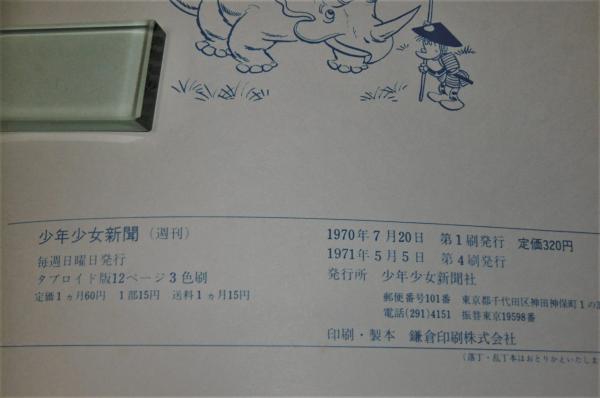 少年少女新聞（週刊）
毎週日曜日発行
タブロイド版12ページ3色刷
定価1ヵ月60円　1部15円　送料1ヵ月15円
1970年7月20日　第1刷発行　定価320円
1971年5月5日　第4刷発行
発行所　少年少女新聞社
郵便番号101番　東京都千代田区神田神保町1の3
電話(291)4151　振替東京19598番
印刷・製本　鎌倉印刷株式会社
（落丁・乱丁本はおとりかえいたしま